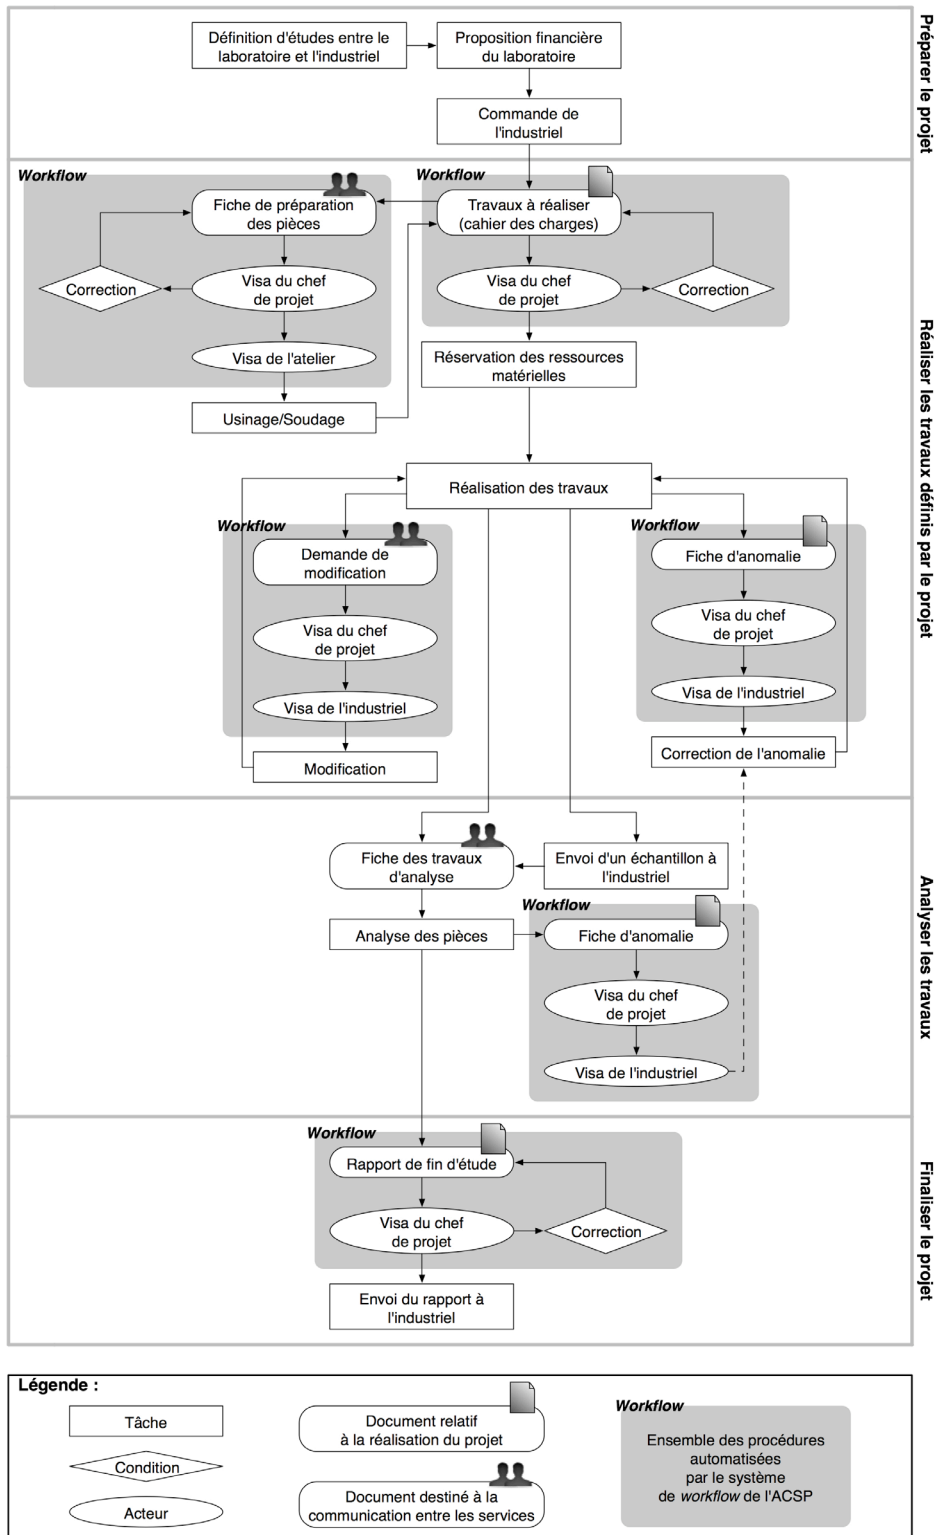 Préparer le projet
Définition d'études entre le
laboratoire et l'industriel
Proposition financière
du laboratoire
Commande de
l'industriel
Réaliser les travaux définis par le projet
Workflow
Fiche de préparation
des pièces
Correction
Visa du chef
de projet
Visa de l'atelier
Usinage/Soudage
Workflow
Travaux à réaliser
(cahier des charges)
Visa du chef
de projet
Correction
Réservation des ressources
matérielles
Réalisation des travaux
Workflow
Demande de
modification
Visa du chef
de projet
Visa de l'industriel
Modification
Workflow
Fiche d'anomalie
Visa du chef
de projet
Visa de l'industriel
Correction de l'anomalie
Analyser les travaux
Fiche des travaux
d'analyse
Envoi d'un échantillon à
l'industriel
Analyse des pièces
Workflow
Fiche d'anomalie
Visa du chef
de projet
Visa de l'industriel
Finaliser le projet
Workflow
Rapport de fin d'étude
Visa du chef
de projet
Correction
Envoi du rapport à
l'industriel
Légende :
Tâche
Condition
Acteur
Document relatif
à la réalisation du projet
Document destiné à la
communication entre les services
Workflow
Ensemble des procédures
automatisées
par le système
de workflow de l'ACSP